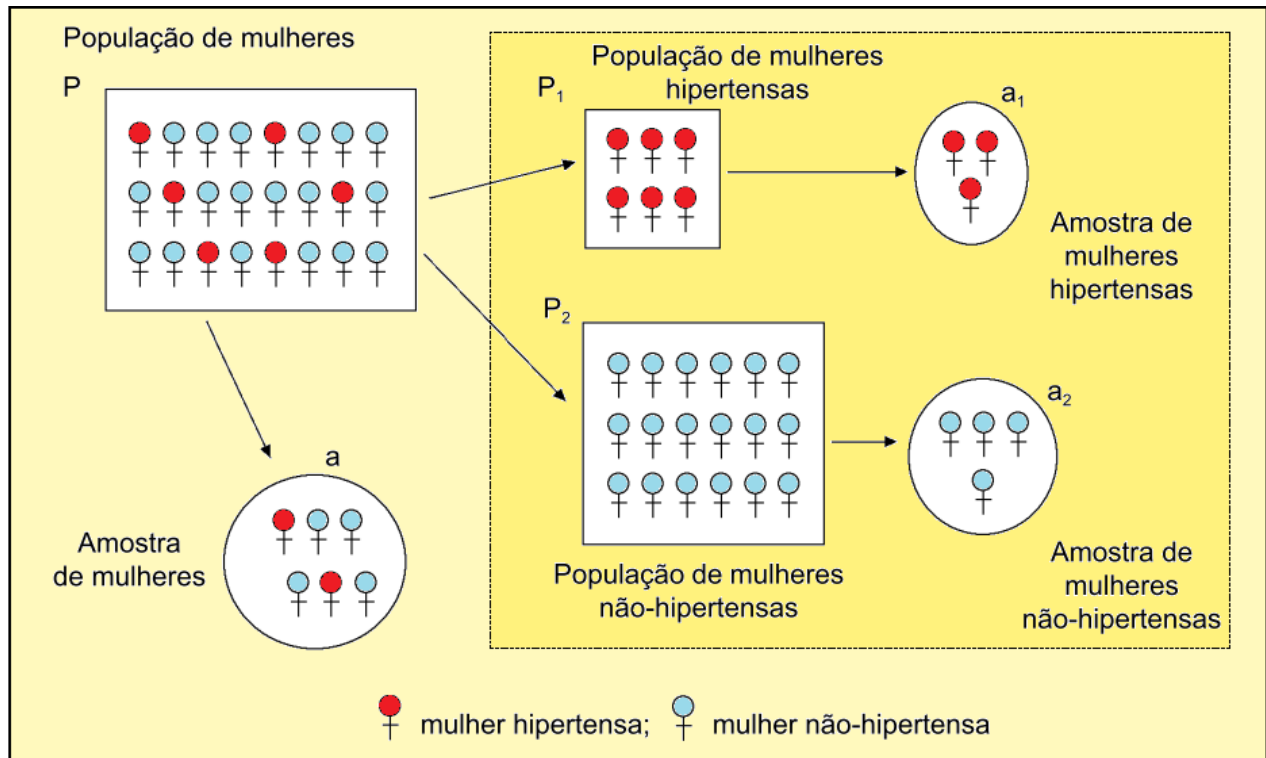 População de mulheres
P
População de mulheres
hipertensas
P₁
a₁
Amostra de
mulheres
hipertensas
P₂
a₂
População de mulheres
não-hipertensas
Amostra de
mulheres
não-hipertensas
a
Amostra
de mulheres
mulher hipertensa; mulher não-hipertensa